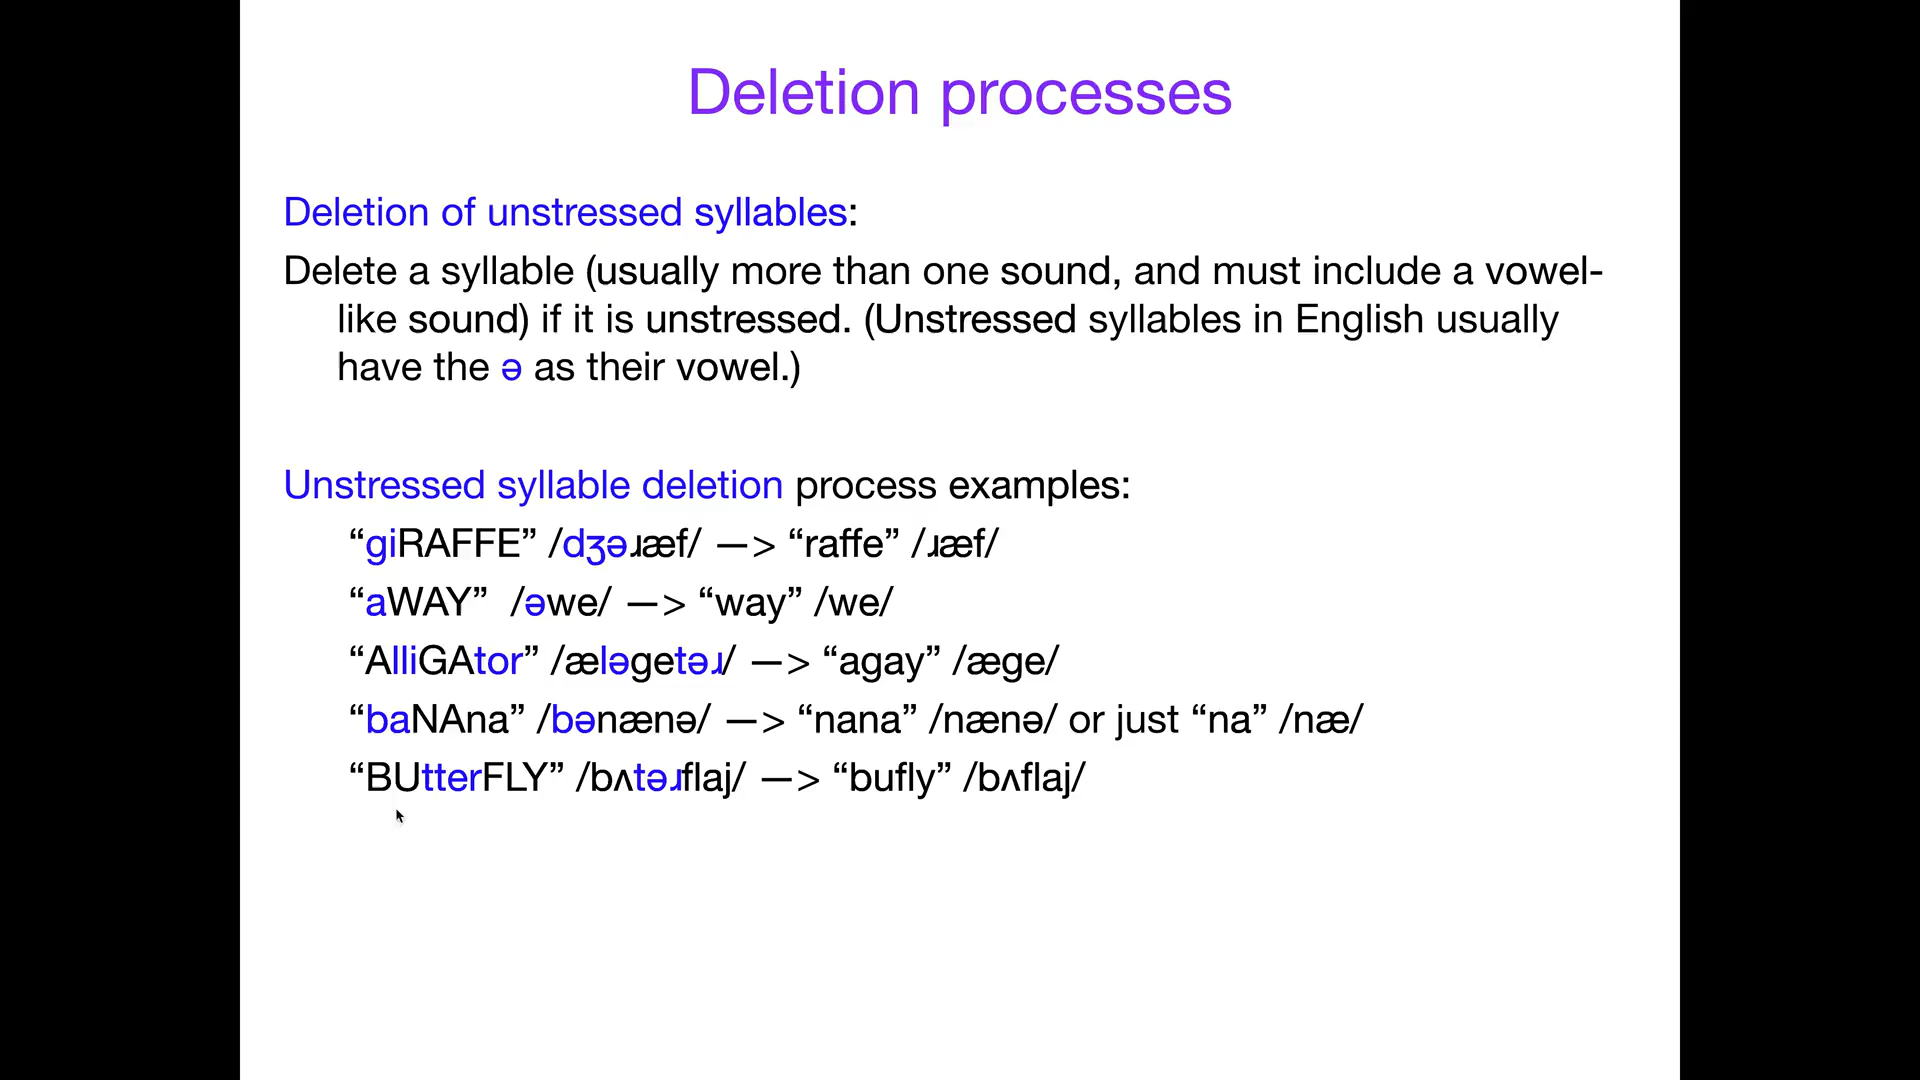 Deletion processes
Deletion of unstressed syllables:
Delete a syllable (usually more than one sound, and must include a vowel-
like sound) if it is unstressed. (Unstressed syllables in English usually
have the ə as their vowel.)
Unstressed syllable deletion process examples:
“giRAFFE” /dʒəɹæf/ —> “raffe” /ɹæf/
“aWAY”  /əwe/ —> “way” /we/
“AlliGAtor” /æləgetəɹ/ —> “agay” /æge/
“baNAna” /bənænə/ —> “nana” /nænə/ or just “na” /næ/
“BUtterFLY” /bʌtəɹflaj/ —> “bufly” /bʌflaj/